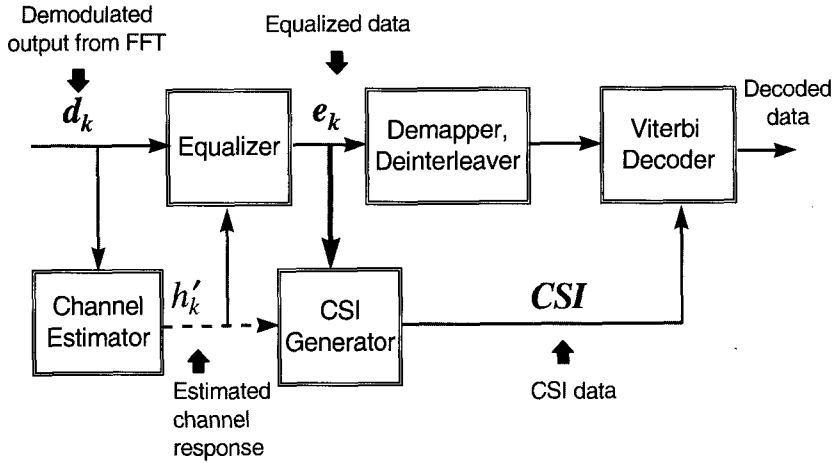 Demodulated
output from FFT
Equalized data
d_k
e_k
Equalizer
Demapper,
Deinterleaver
Viterbi
Decoder
Decoded
data
Channel
Estimator
h'_k
CSI
Generator
CSI
Estimated
channel
response
CSI data